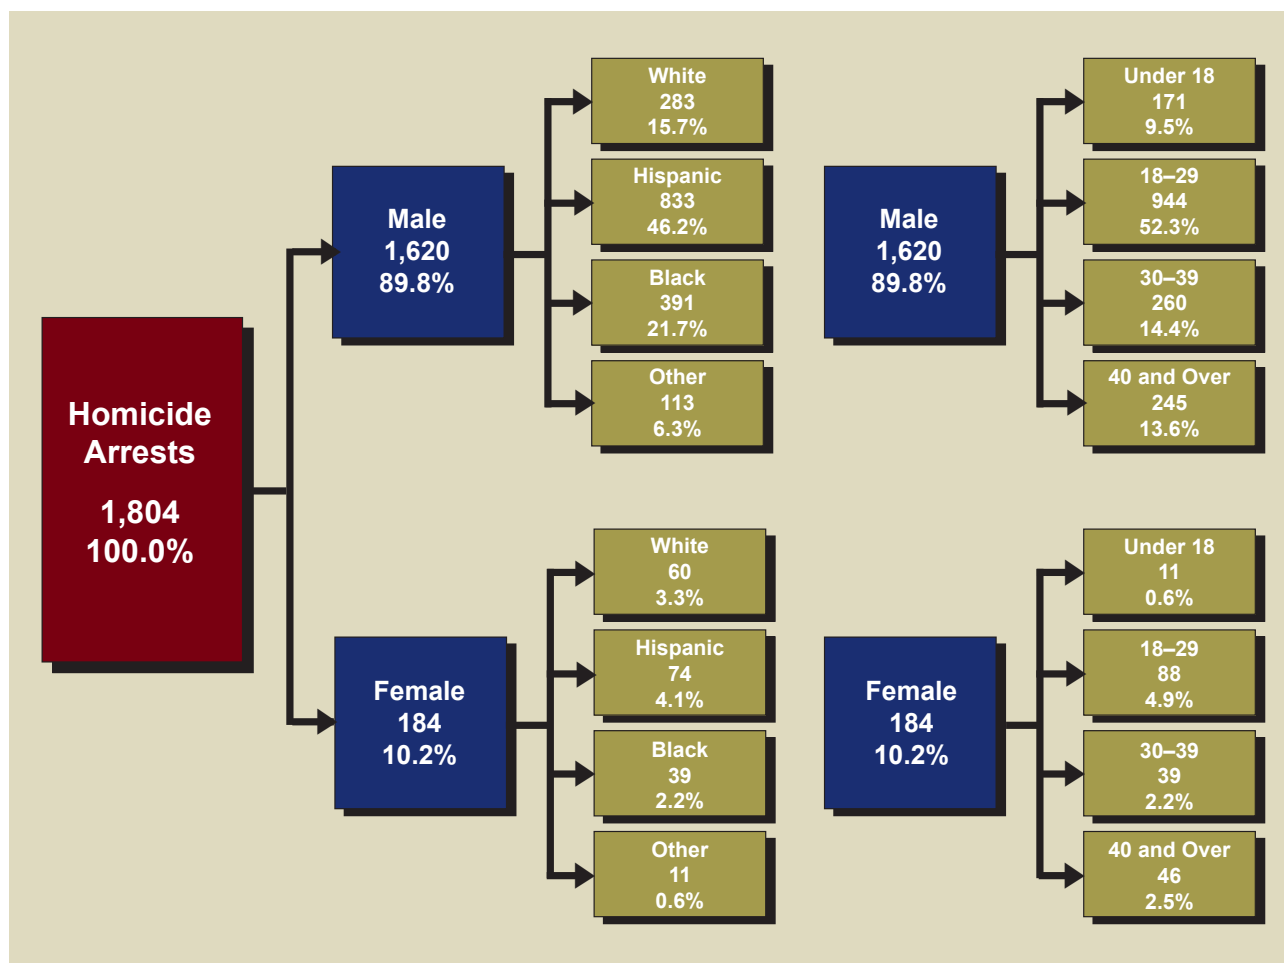 Homicide
Arrests
1,804
100.0%
Male
1,620
89.8%
White
283
15.7%
Hispanic
833
46.2%
Black
391
21.7%
Other
113
6.3%
Male
1,620
89.8%
Under 18
171
9.5%
18–29
944
52.3%
30–39
260
14.4%
40 and Over
245
13.6%
Female
184
10.2%
White
60
3.3%
Hispanic
74
4.1%
Black
39
2.2%
Other
11
0.6%
Female
184
10.2%
Under 18
11
0.6%
18–29
88
4.9%
30–39
39
2.2%
40 and Over
46
2.5%